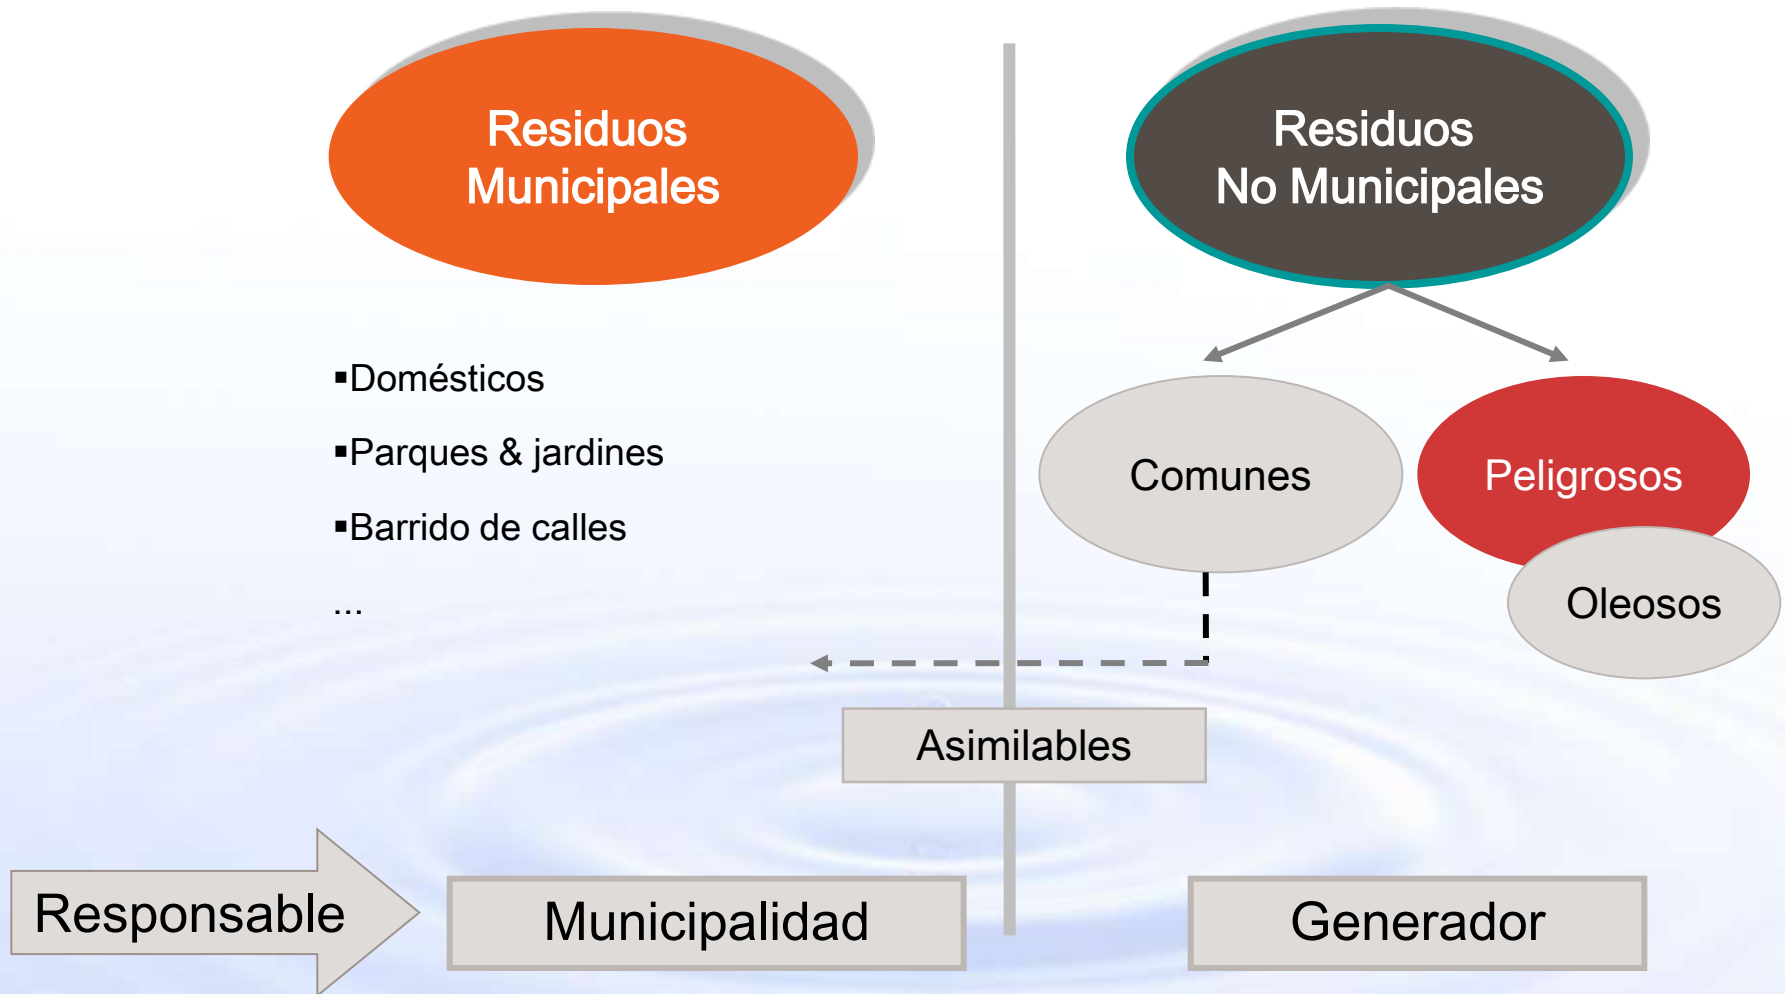 Residuos
Municipales
Residuos
No Municipales
▪Domésticos
▪Parques & jardines
▪Barrido de calles
...
Comunes
Peligrosos
Oleosos
Asimilables
Responsable
Municipalidad
Generador